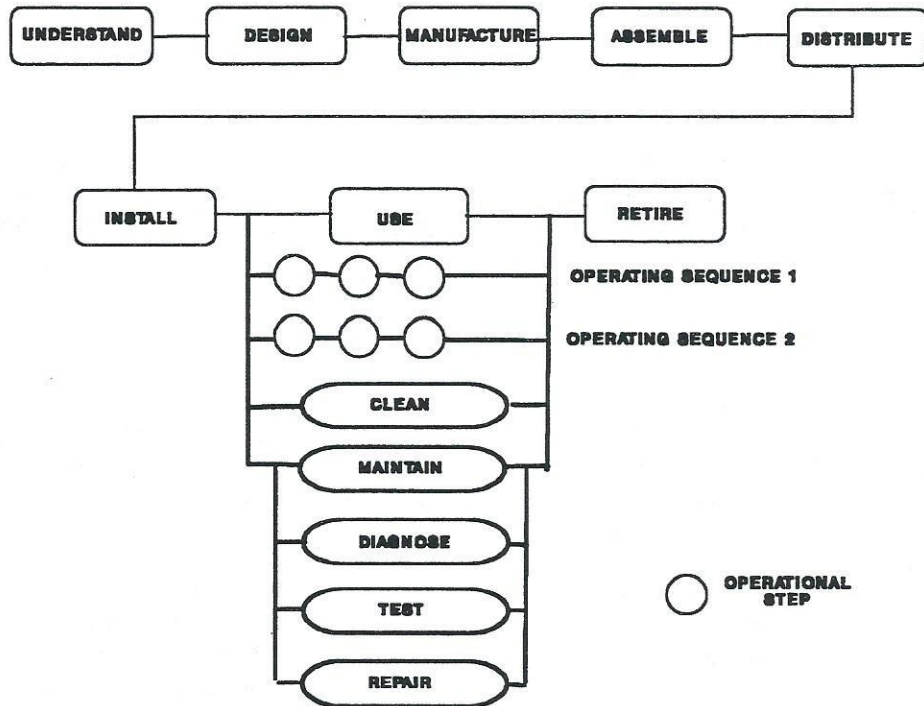 UNDERSTAND
DESIGN
MANUFACTURE
ASSEMBLE
DISTRIBUTE
INSTALL
USE
RETIRE
OPERATING SEQUENCE 1
OPERATING SEQUENCE 2
CLEAN
MAINTAIN
DIAGNOSE
TEST
REPAIR
OPERATIONAL
STEP